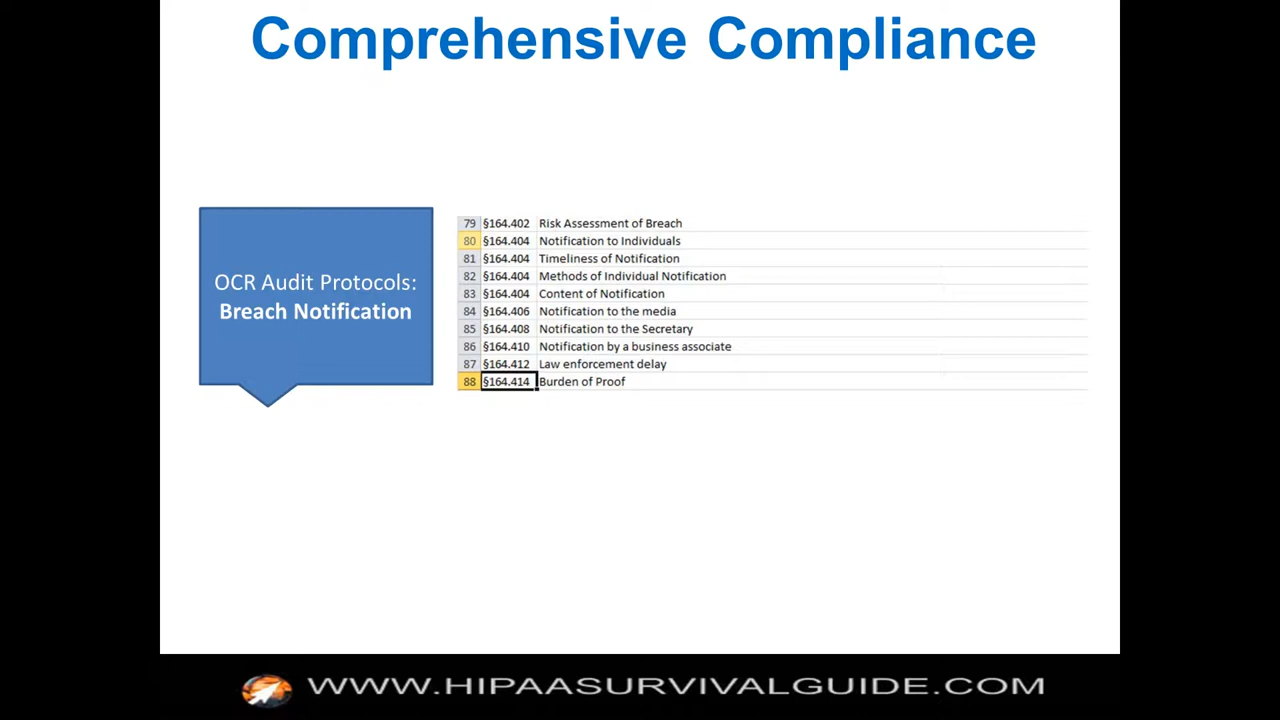 Comprehensive Compliance
OCR Audit Protocols:
Breach Notification
79 §164.402 Risk Assessment of Breach
80 §164.404 Notification to Individuals
81 §164.404 Timeliness of Notification
82 §164.404 Methods of Individual Notification
83 §164.404 Content of Notification
84 §164.406 Notification to the media
85 §164.408 Notification to the Secretary
86 §164.410 Notification by a business associate
87 §164.412 Law enforcement delay
88 §164.414 Burden of Proof
WWW.HIPAASURVIVALGUIDE.COM